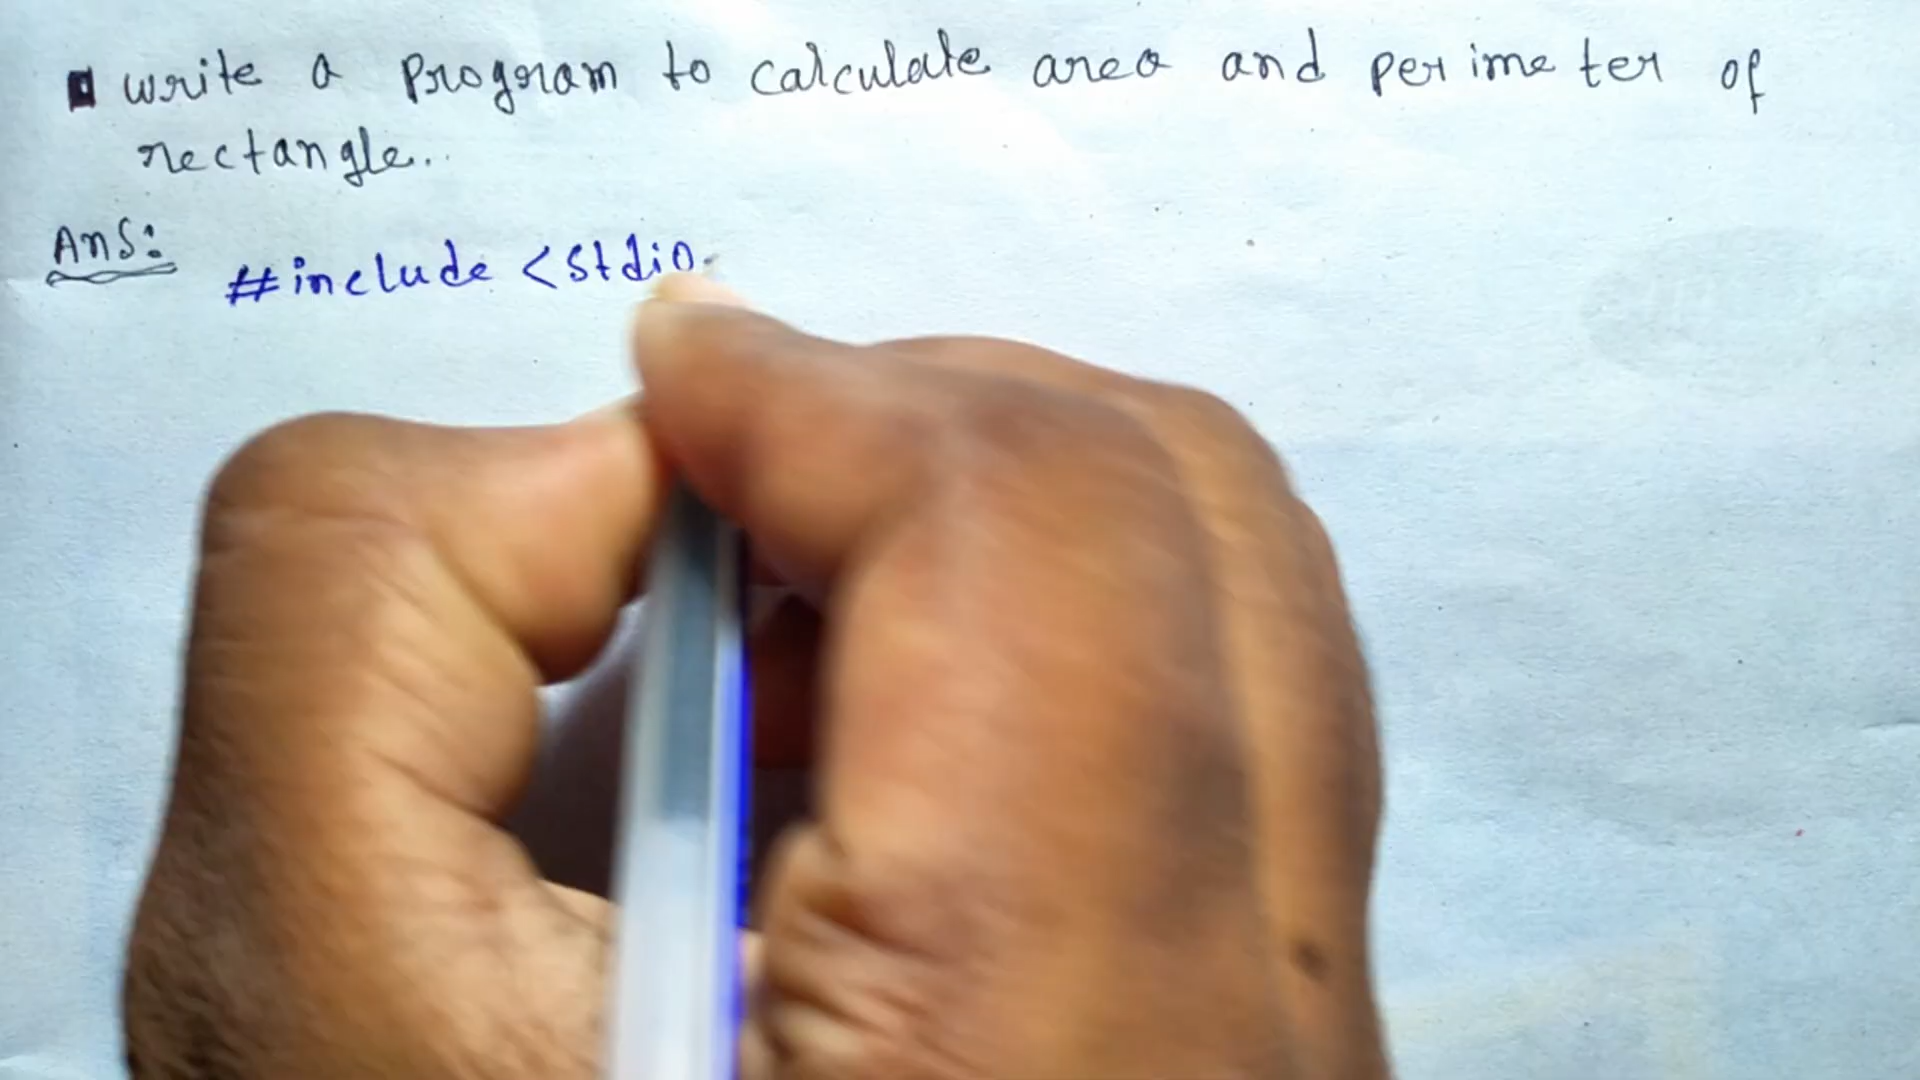 write a program to calculate area and perimeter of
rectangle.
Ans:
#include <stdio.